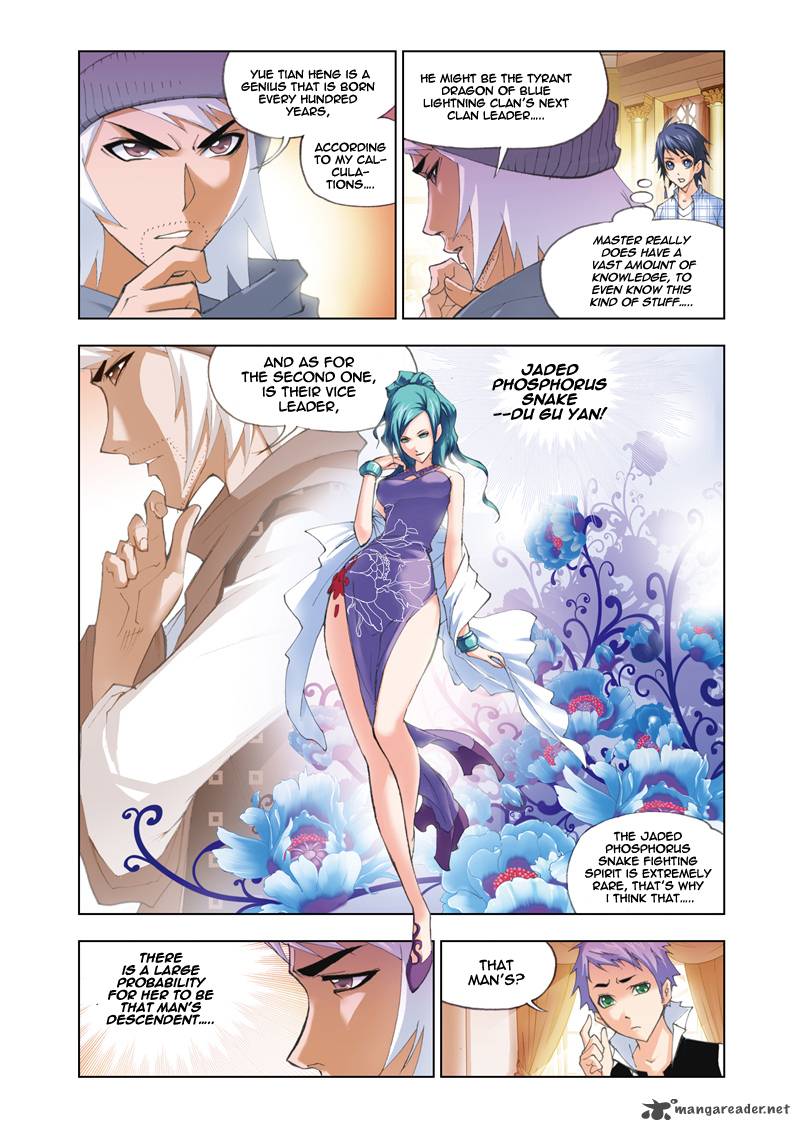 YUE TIAN HENG IS A
GENIUS THAT IS BORN
EVERY HUNDRED
YEARS,
ACCORDING
TO MY CAL-
CULA-
TIONS....
HE MIGHT BE THE TYRANT
DRAGON OF BLUE
LIGHTNING CLAN'S NEXT
CLAN LEADER.....
MASTER REALLY
DOES HAVE A
VAST AMOUNT OF
KNOWLEDGE, TO
EVEN KNOW THIS
KIND OF STUFF.....
AND AS FOR
THE SECOND ONE,
IS THEIR VICE
LEADER,
JADED
PHOSPHORUS
SNAKE
--DU GU YAN!
THE JADED
PHOSPHORUS
SNAKE FIGHTING
SPIRIT IS EXTREMELY
RARE, THAT'S WHY
I THINK THAT.....
THERE
IS A LARGE
PROBABILITY
FOR HER TO BE
THAT MAN'S
DESCENDENT.....
THAT
MAN'S?
mangareader.net